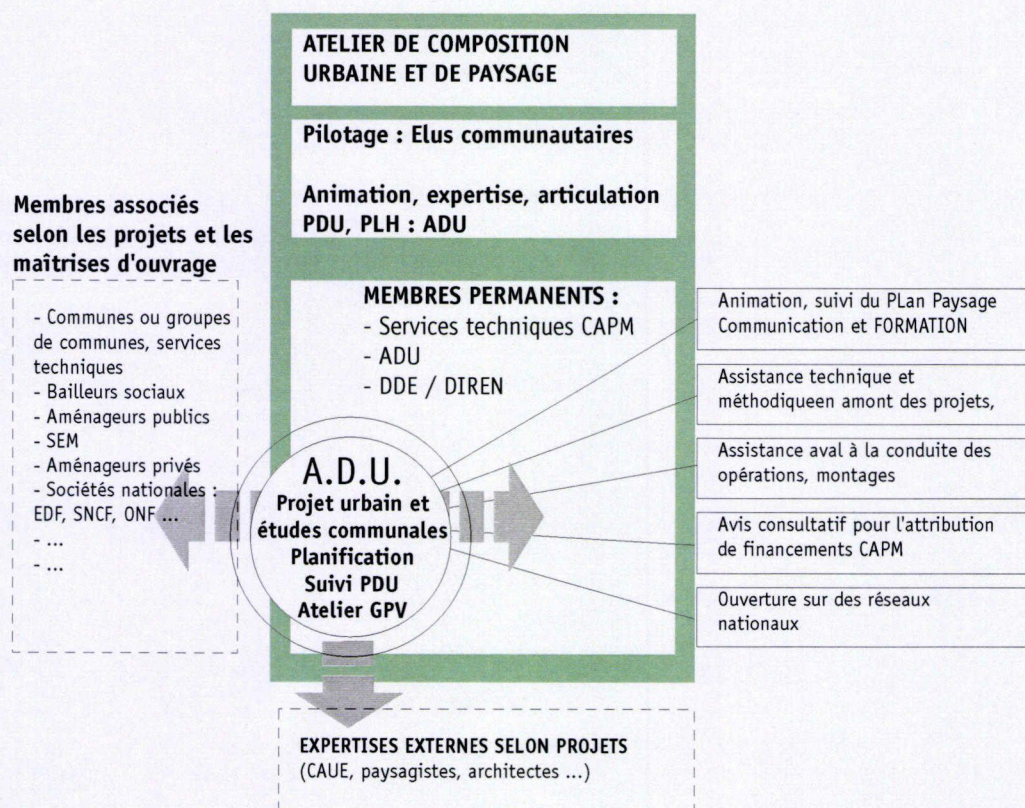 ATELIER DE COMPOSITION
URBAINE ET DE PAYSAGE
Pilotage : Elus communautaires
Animation, expertise, articulation
PDU, PLH : ADU
Membres associés
selon les projets et les
maîtrises d'ouvrage
- Communes ou groupes
de communes, services
techniques
- Bailleurs sociaux
- Aménageurs publics
- SEM
- Aménageurs privés
- Sociétés nationales :
EDF, SNCF, ONF ...
- ...
- ...
MEMBRES PERMANENTS :
- Services techniques CAPM
- ADU
- DDE / DIREN
A.D.U.
Projet urbain et
études communales
Planification
Suivi PDU
Atelier GPV
Animation, suivi du PLan Paysage
Communication et FORMATION
Assistance technique et
méthodiqueen amont des projets,
Assistance aval à la conduite des
opérations, montages
Avis consultatif pour l'attribution
de financements CAPM
Ouverture sur des réseaux
nationaux
EXPERTISES EXTERNES SELON PROJETS
(CAUE, paysagistes, architectes ...)